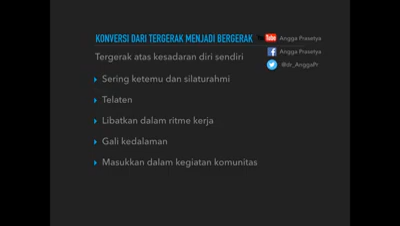 KONVERSI DARI TERGERAK MENJADI BERGERAK
YouTube Angga Prasetya
Angga Prasetya
@dr_AnggaPr
Tergerak atas kesadaran diri sendiri
Sering ketemu dan silaturahmi
Telaten
Libatkan dalam ritme kerja
Gali kedalaman
Masukkan dalam kegiatan komunitas